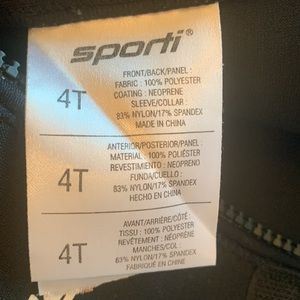 sporti®
4T
FRONT/BACK/PANEL :
FABRIC : 100% POLYESTER
COATING : NEOPRENE
SLEEVE/COLLAR :
83% NYLON/17% SPANDEX
MADE IN CHINA
4T
ANTERIOR/POSTERIOR/PANEL :
MATERIAL : 100% POLIÉSTER
REVESTIMIENTO : NEOPRENO
FUNDA/CUELLO :
83% NYLON/17% SPANDEX
HECHO EN CHINA
4T
AVANT/ARRIÈRE/CÔTÉ :
TISSU : 100% POLYESTER
REVÊTEMENT : NÉOPRÈNE
MANCHES/COL :
83% NYLON/17% SPANDEX
FABRIQUÉ EN CHINA